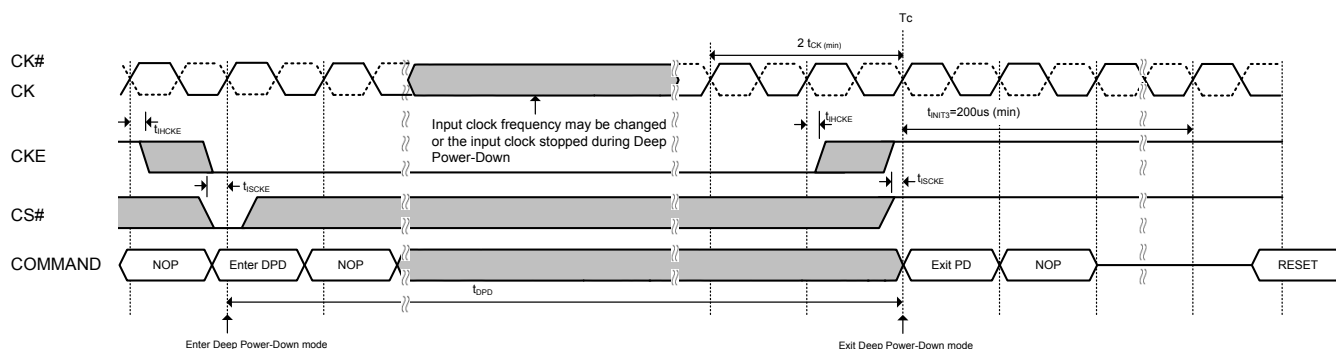 Tc
2 tCK (min)
CK#
CK
tINIT3=200us (min)
tIHCKE
Input clock frequency may be changed
or the input clock stopped during Deep
Power-Down
tIHCKE
CKE
tISCKE
tISCKE
CS#
COMMAND
NOP
Enter DPD
NOP
Exit PD
NOP
RESET
tDPD
Enter Deep Power-Down mode
Exit Deep Power-Down mode